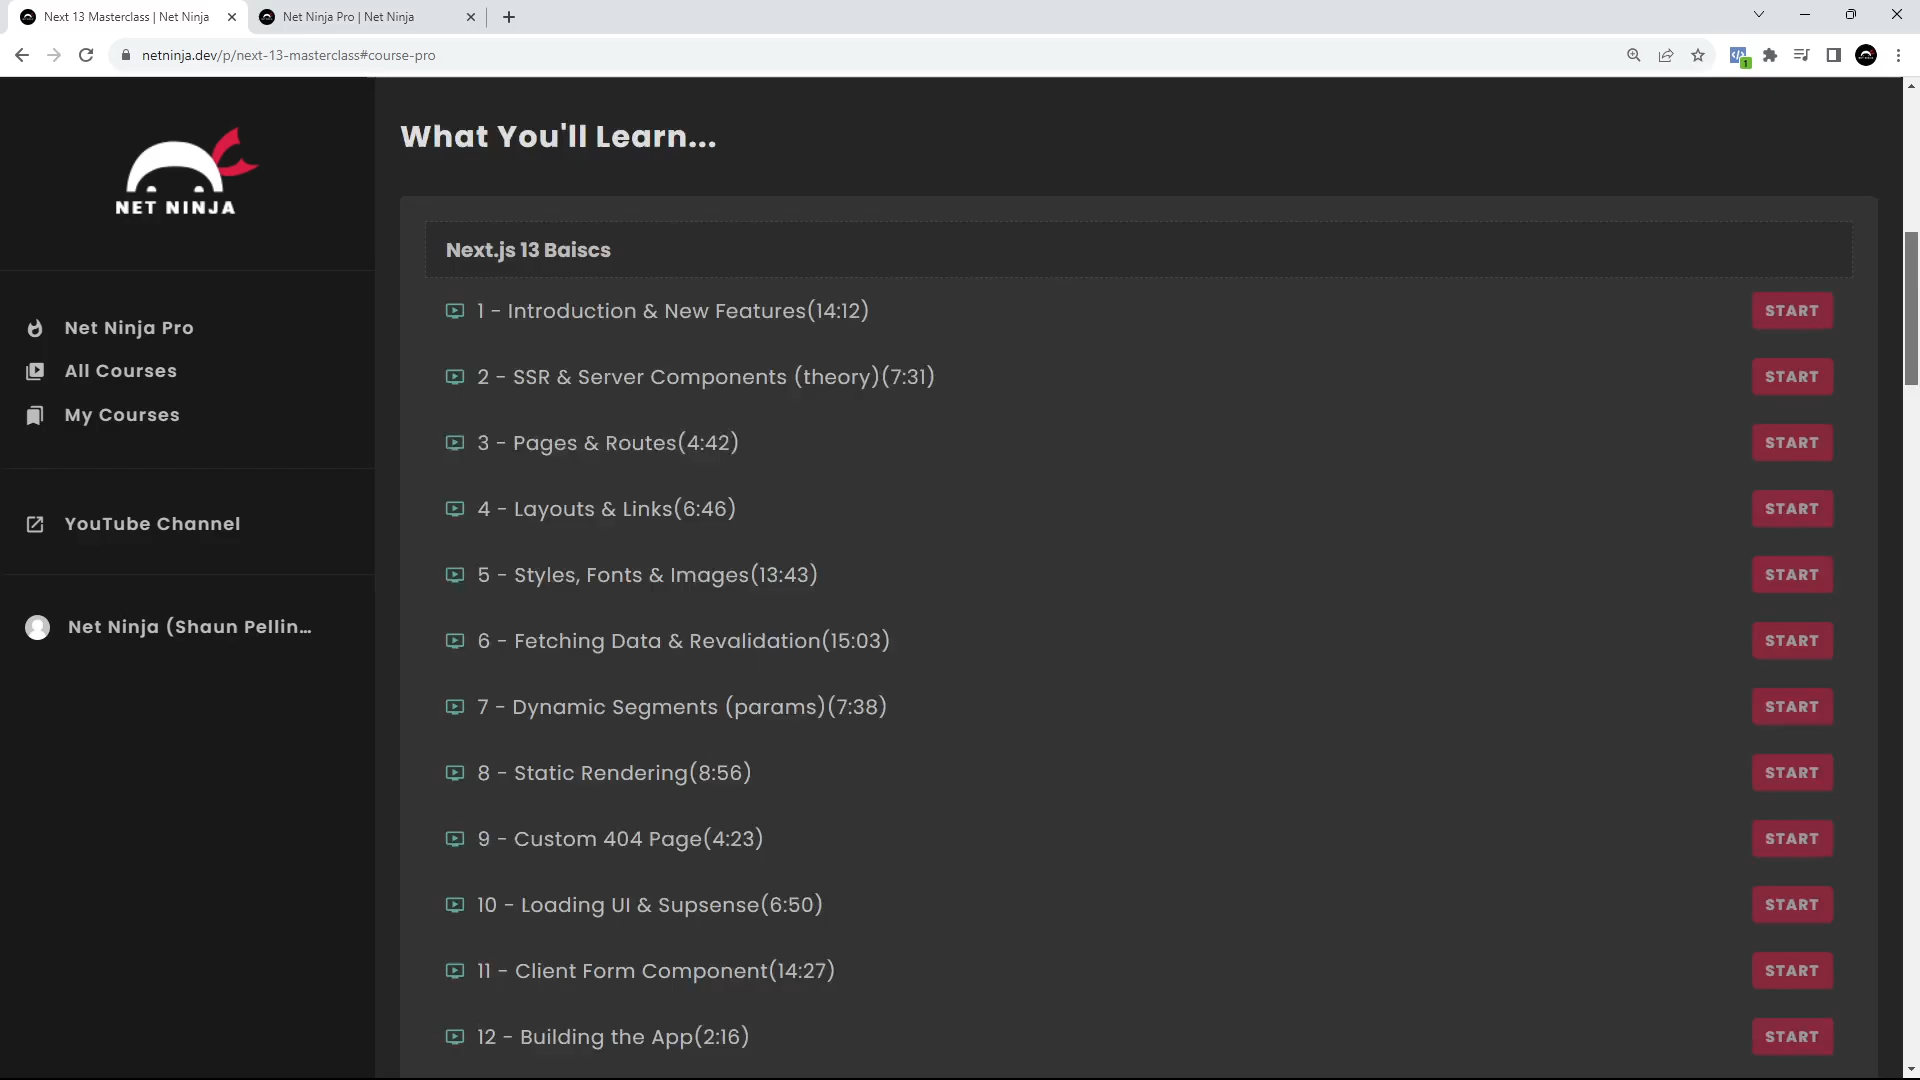 Next 13 Masterclass | Net Ninja
Net Ninja Pro | Net Ninja
netninja.dev/p/next-13-masterclass#course-pro
1
NET NINJA
Net Ninja Pro
All Courses
My Courses
YouTube Channel
Net Ninja (Shaun Pellin...
What You'll Learn...
Next.js 13 Baiscs
1 - Introduction & New Features(14:12) START
2 - SSR & Server Components (theory)(7:31) START
3 - Pages & Routes(4:42) START
4 - Layouts & Links(6:46) START
5 - Styles, Fonts & Images(13:43) START
6 - Fetching Data & Revalidation(15:03) START
7 - Dynamic Segments (params)(7:38) START
8 - Static Rendering(8:56) START
9 - Custom 404 Page(4:23) START
10 - Loading UI & Supsense(6:50) START
11 - Client Form Component(14:27) START
12 - Building the App(2:16) START